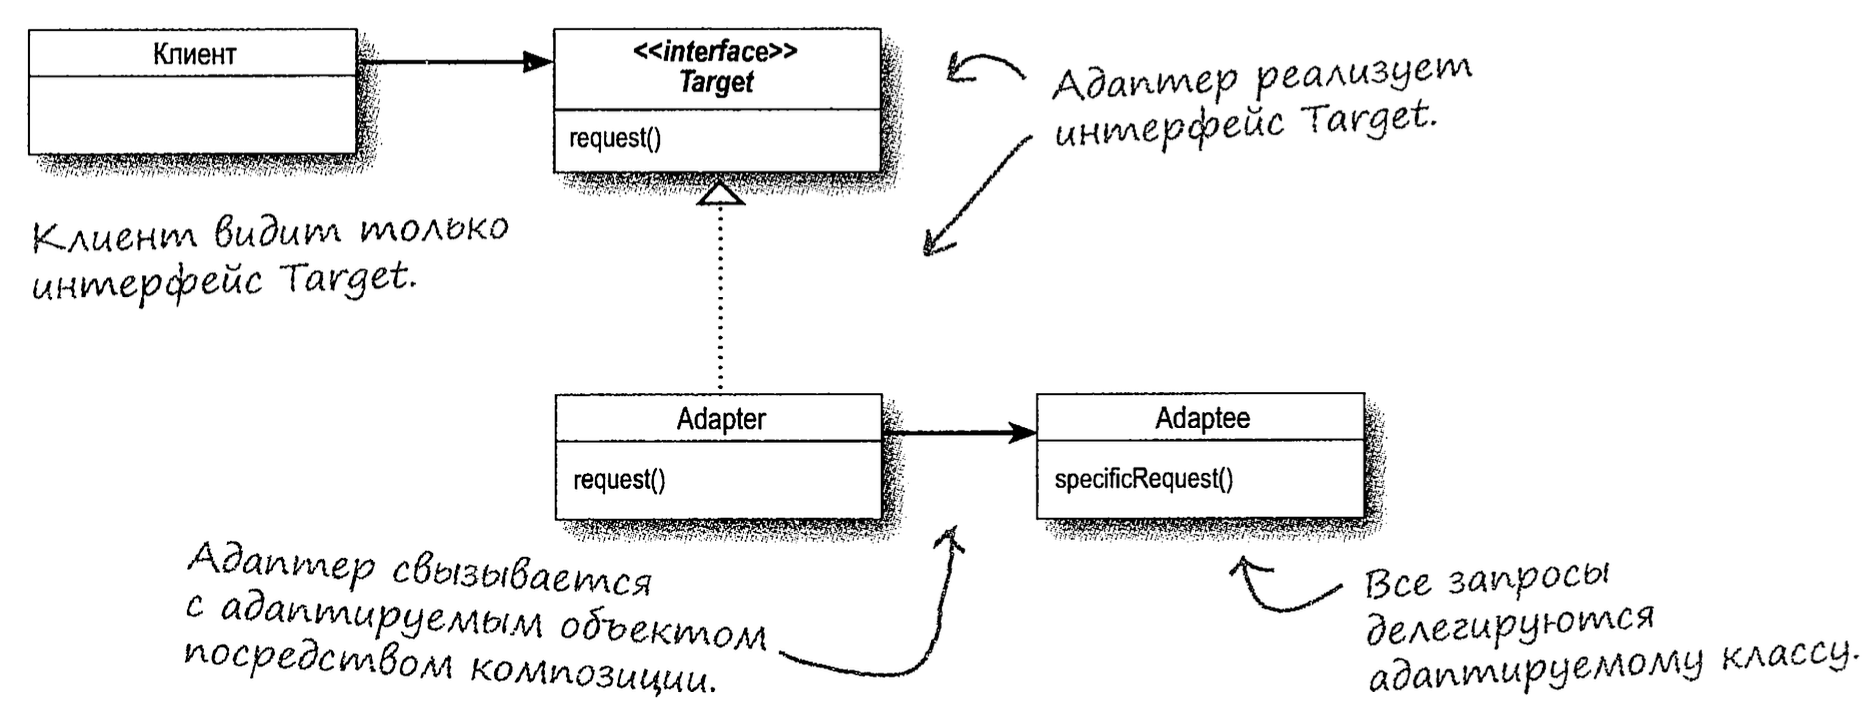 Клиент
<<interface>>
Target
request()
Адаптер реализует
интерфейс Target.
Клиент видит только
интерфейс Target.
Adapter
request()
Adaptee
specificRequest()
Адаптер свызывается
с адаптируемым объектом
посредством композиции.
Все запросы
делегируются
адаптируемому классу.